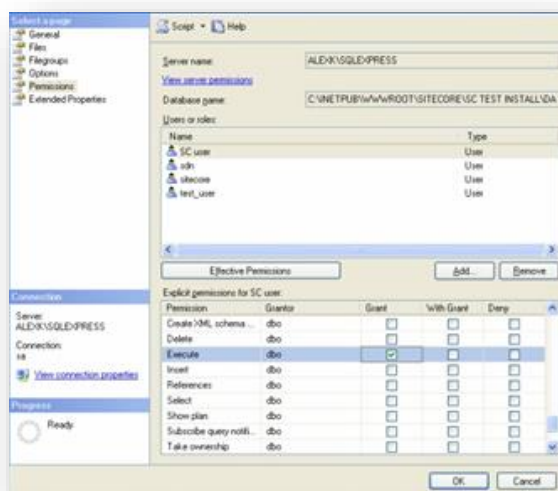 Select a page
General
Files
Filegroups
Options
Permissions
Extended Properties
Script Help
Server name: ALEXK\SQLEXPRESS
View server permissions
Database name: C:\INETPUB\WWWROOT\SITECORE\SC TEST INSTALL\DA
Users or roles:
Name Type
SC user User
sdn User
sitecore User
test_user User
Effective Permissions Add... Remove
Explicit permissions for SC user:
Permission Grantor Grant With Grant Deny
Create XML schema ... dbo
Delete dbo
Execute dbo
Insert dbo
References dbo
Select dbo
Show plan dbo
Subscribe query notifi... dbo
Take ownership dbo
Connection
Server:
ALEXK\SQLEXPRESS
Connection:
sa
View connection properties
Progress
Ready
OK Cancel